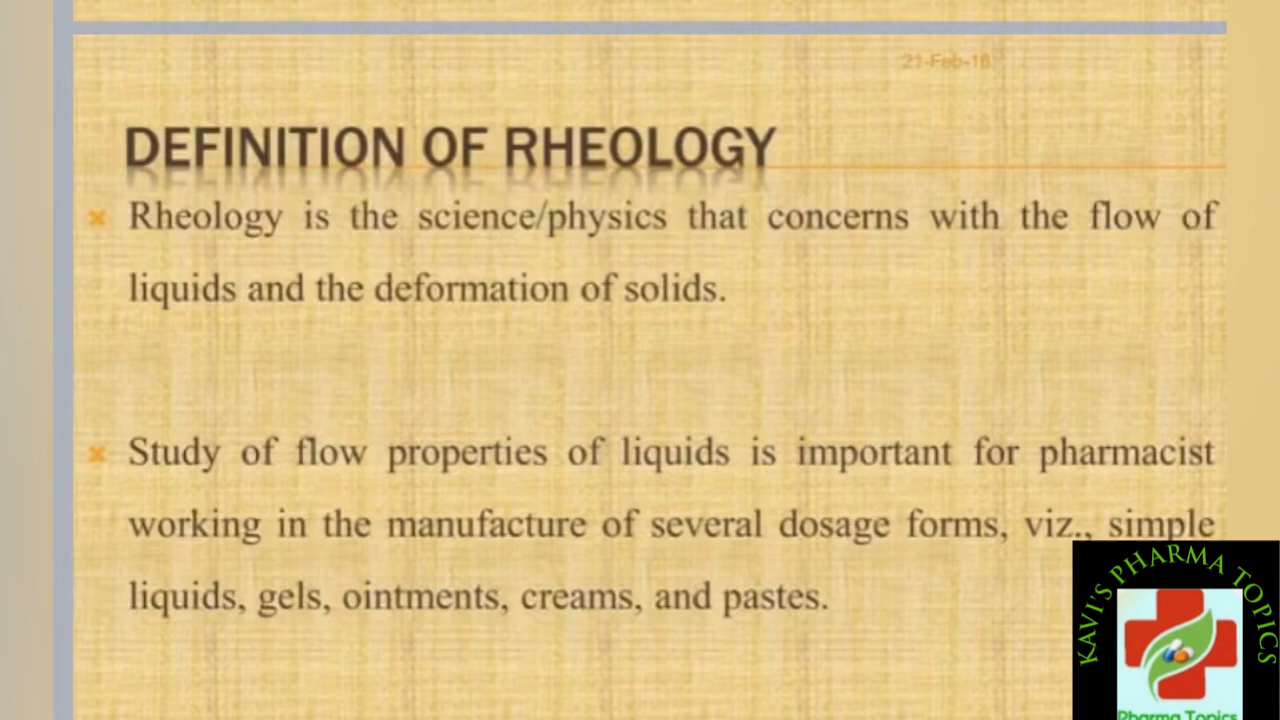 21-Feb-16
DEFINITION OF RHEOLOGY
Rheology is the science/physics that concerns with the flow of
liquids and the deformation of solids.
Study of flow properties of liquids is important for pharmacist
working in the manufacture of several dosage forms, viz., simple
liquids, gels, ointments, creams, and pastes.
KAVI'S PHARMA TOPICS
Pharma Topics